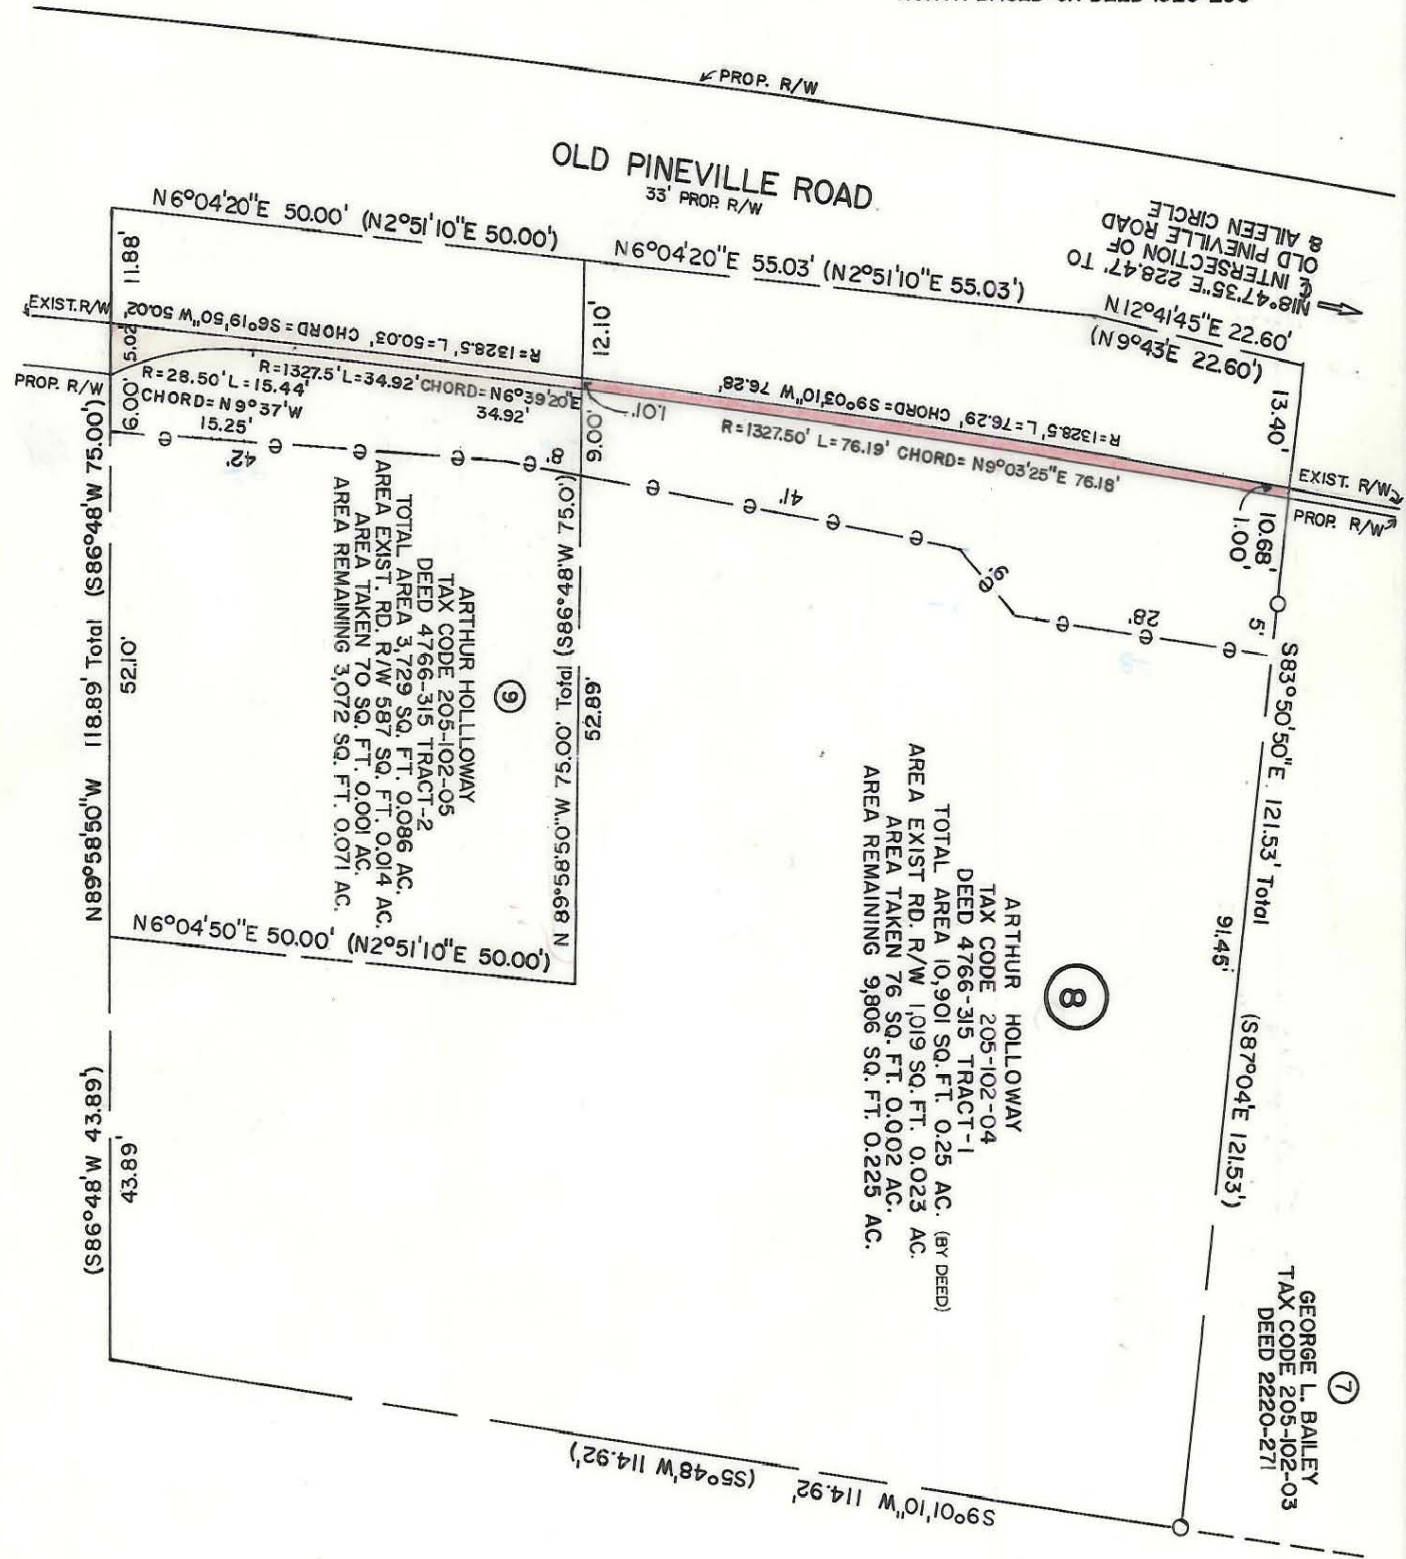 PROP. R/W
OLD PINEVILLE ROAD
33' PROP. R/W
N18°47'35"E 228.47' TO
₵ INTERSECTION OF
OLD PINEVILLE ROAD
& AILEEN CIRCLE
N 6°04'20"E 50.00' (N2°51'10"E 50.00')
N6°04'20"E 55.03' (N2°51'10"E 55.03')
N12°41'45"E 22.60'
(N9°43'E 22.60')
11.88'
12.10'
13.40'
EXIST. R/W
5.02'
R=1328.5' L=50.03' CHORD=S6°19'50"W 50.02'
R=1328.5' L=76.29' CHORD=S9°03'10"W 76.28'
EXIST. R/W
PROP. R/W
PROP. R/W
6.00'
R=28.50' L=15.44'
CHORD=N9°37'W
15.25'
R=1327.5' L=34.92' CHORD=N6°39'20"E
34.92'
1.01'
9.00'
R=1327.50' L=76.19' CHORD=N9°03'25"E 76.18'
10.68'
1.00'
42'
8'
41'
9'
28'
5'
N89°58'50"W 118.89' Total (S86°48'W 75.00')
52.10'
N89°58'50"W 75.00' Total (S86°48'W 75.0')
52.89'
S83°50'50"E 121.53' Total
91.45'
(S87°04'E 121.53')
6
ARTHUR HOLLLOWAY
TAX CODE 205-102-05
DEED 4766-315 TRACT-2
TOTAL AREA 3,729 SQ. FT. 0.086 AC.
AREA EXIST. RD. R/W 587 SQ. FT. 0.014 AC.
AREA TAKEN 70 SQ. FT. 0.001 AC.
AREA REMAINING 3,072 SQ. FT. 0.071 AC.
N6°04'50"E 50.00' (N2°51'10"E 50.00')
8
ARTHUR HOLLOWAY
TAX CODE 205-102-04
DEED 4766-315 TRACT-1
TOTAL AREA 10,901 SQ. FT. 0.25 AC. (BY DEED)
AREA EXIST RD. R/W 1,019 SQ. FT. 0.023 AC.
AREA TAKEN 76 SQ. FT. 0.002 AC.
AREA REMAINING 9,806 SQ. FT. 0.225 AC.
43.89'
(S86°48'W 43.89')
7
GEORGE L. BAILEY
TAX CODE 205-102-03
DEED 2220-271
S9°01'10"W 114.92' (S5°48'W 114.92')